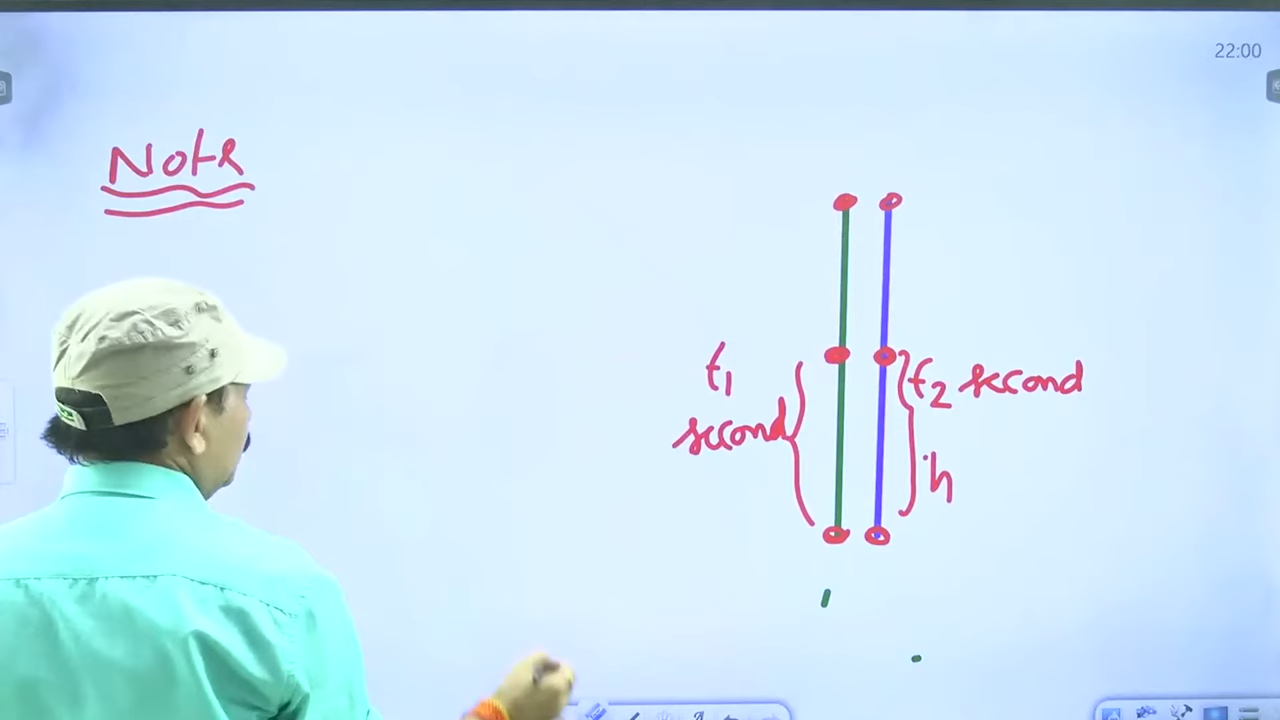 22:00
Note
t1
second
t2 second
h